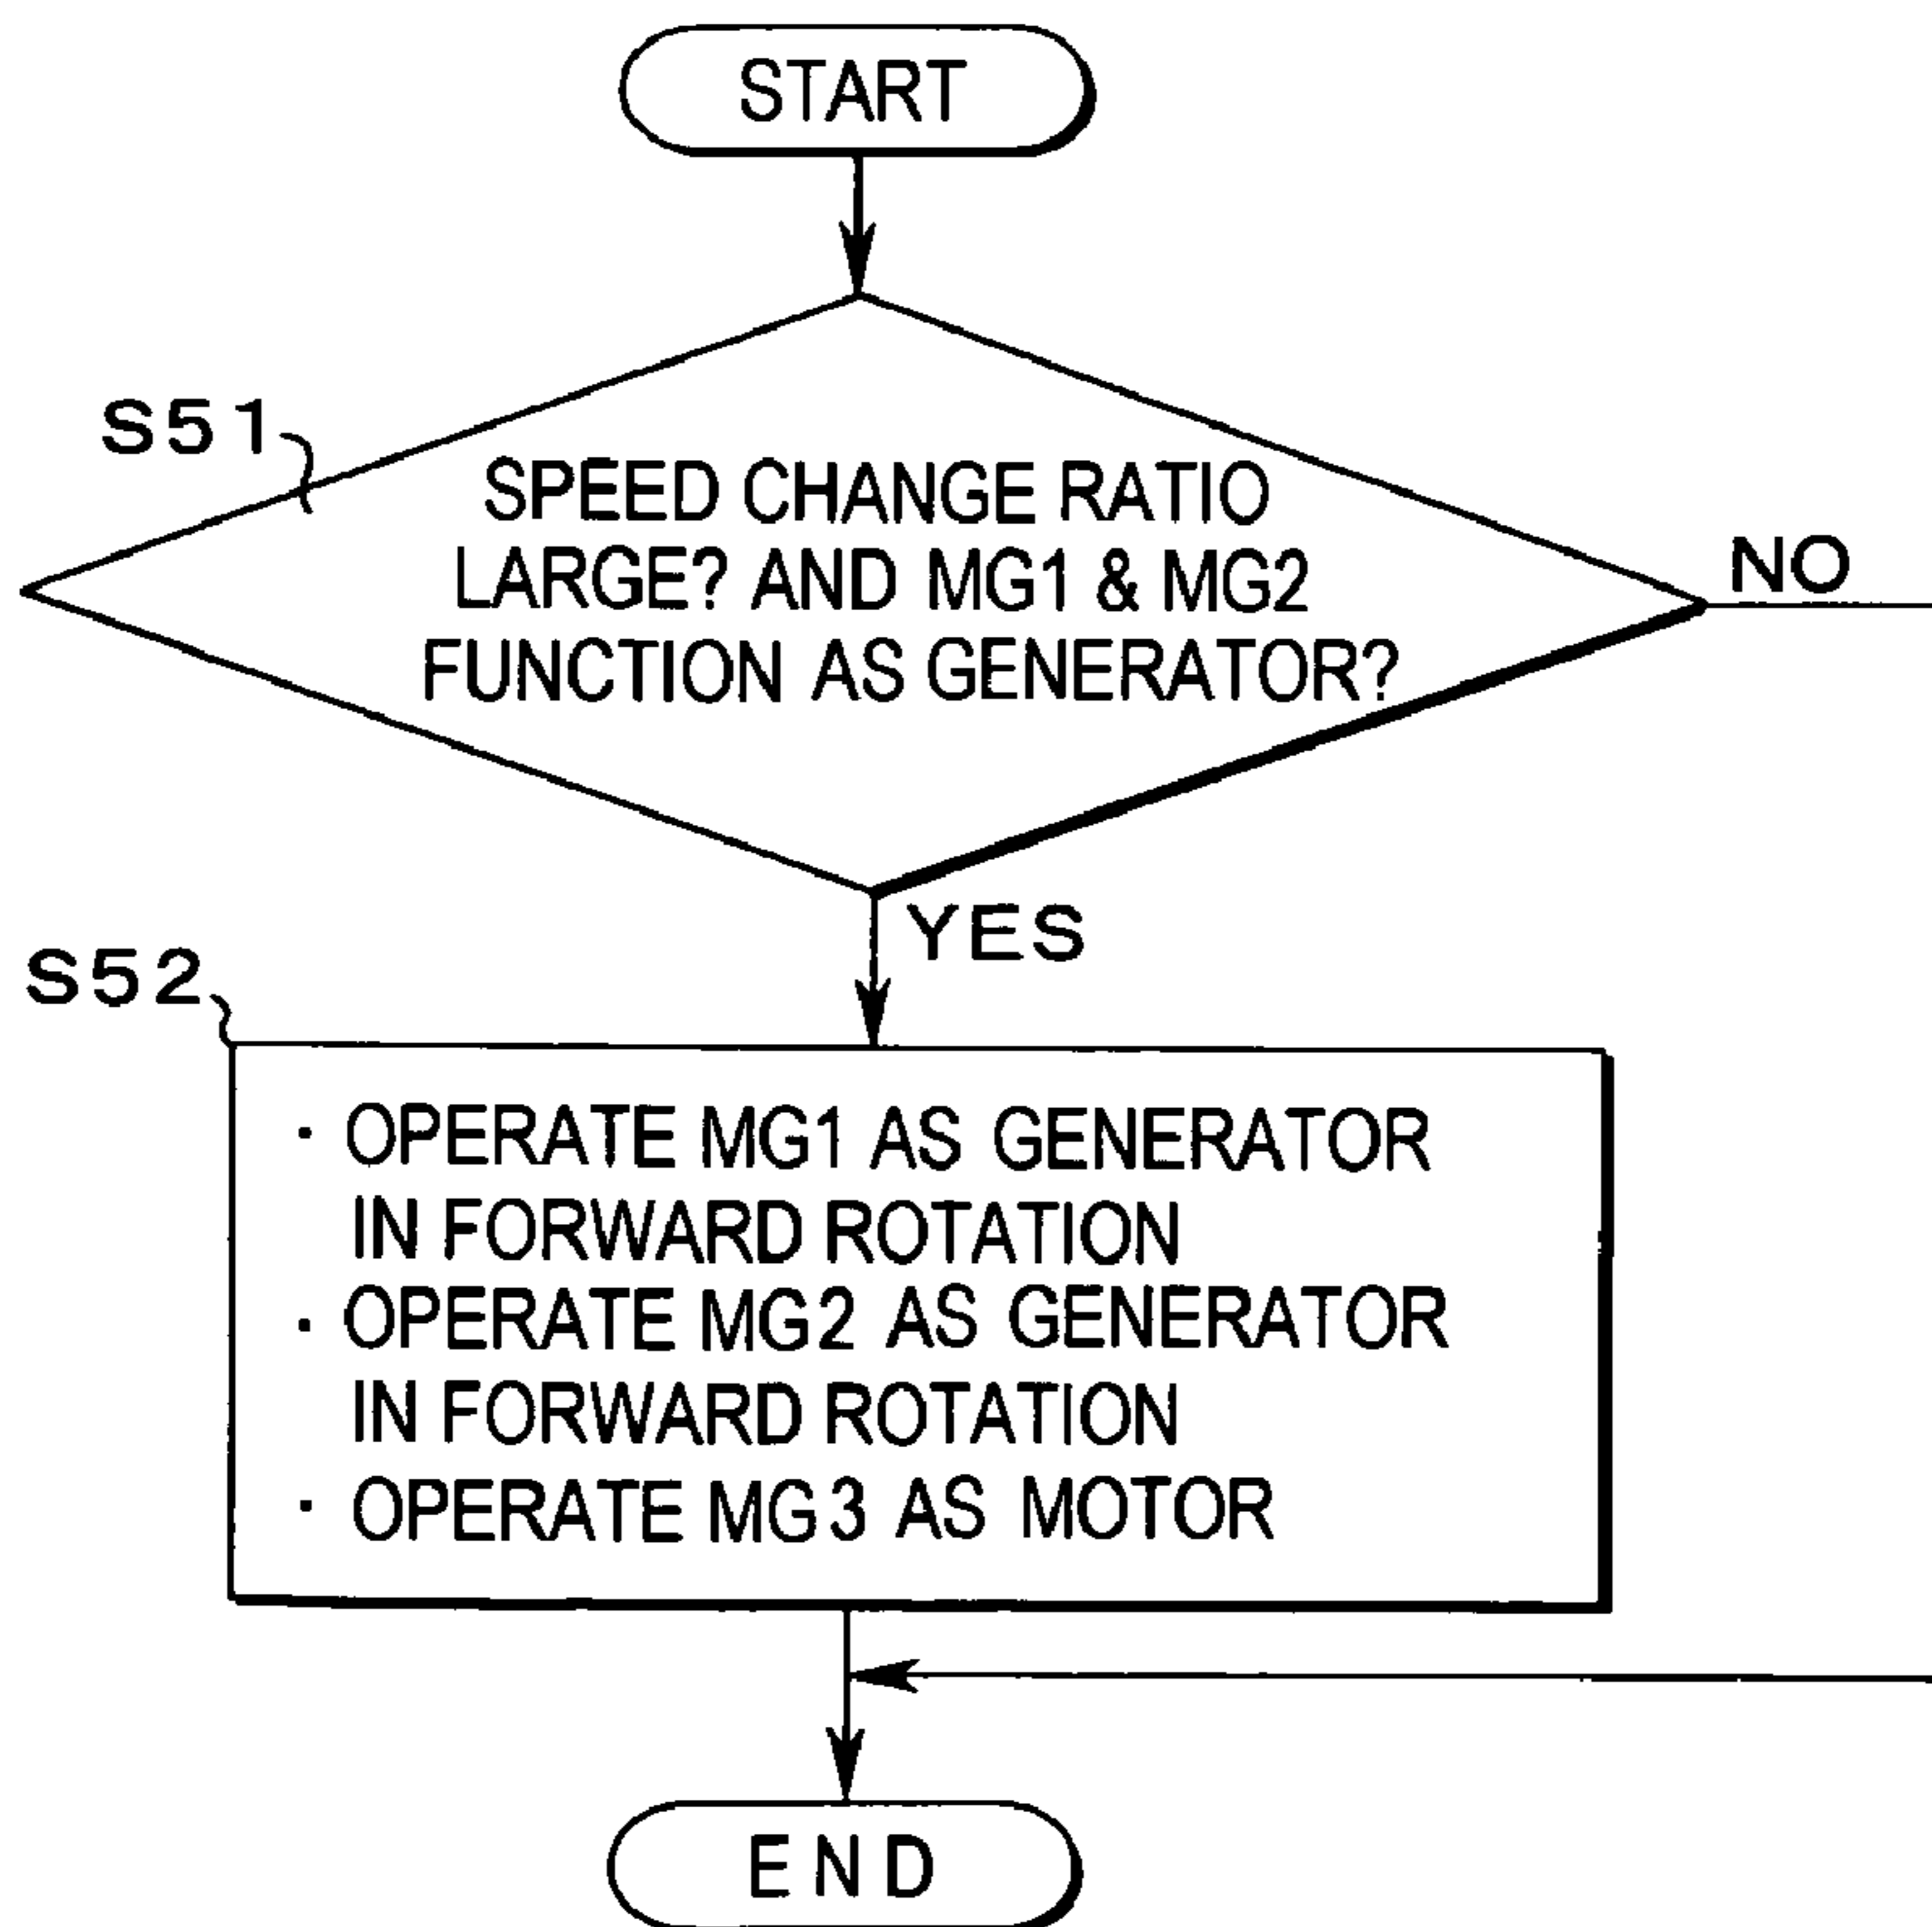 START
S51
SPEED CHANGE RATIO
LARGE? AND MG1 & MG2
FUNCTION AS GENERATOR?
NO
YES
S52
· OPERATE MG1 AS GENERATOR
IN FORWARD ROTATION
· OPERATE MG2 AS GENERATOR
IN FORWARD ROTATION
· OPERATE MG3 AS MOTOR
END